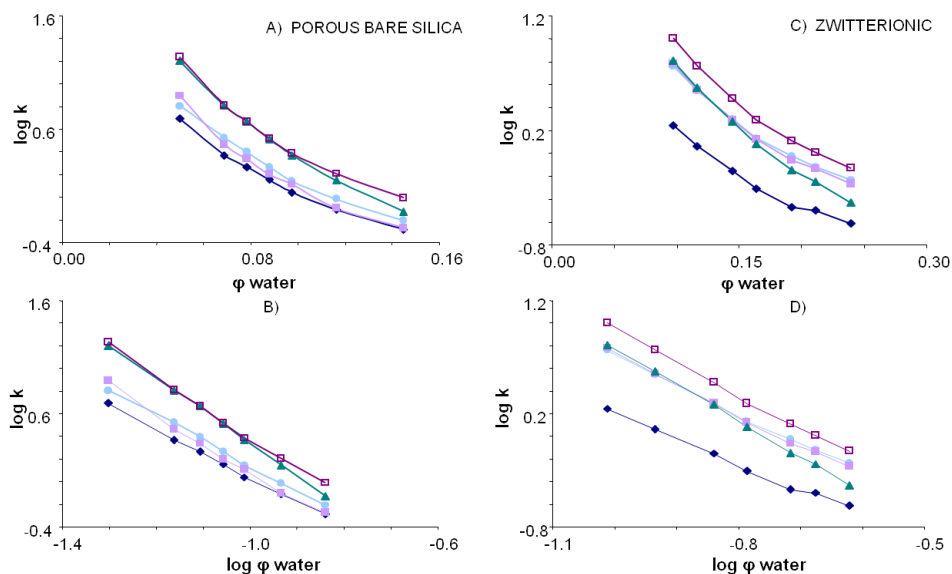 1.6
A) POROUS BARE SILICA
log k
0.6
-0.4
0.00
0.08
0.16
φ water
1.2
C) ZWITTERIONIC
log k
0.2
-0.8
0.00
0.15
0.30
φ water
1.6
B)
log k
0.6
-0.4
-1.4
-1.0
-0.6
log φ water
1.2
D)
log k
0.2
-0.8
-1.1
-0.8
-0.5
log φ water